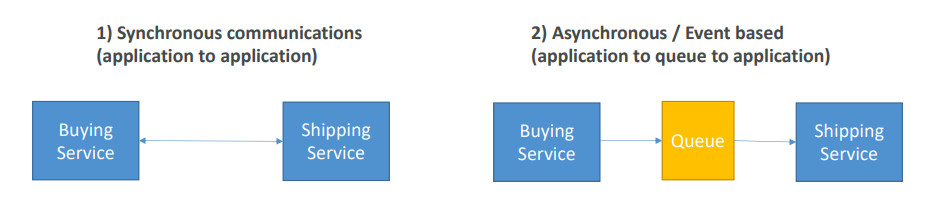 1) Synchronous communications
(application to application)
2) Asynchronous / Event based
(application to queue to application)
Buying
Service
Shipping
Service
Buying
Service
Queue
Shipping
Service